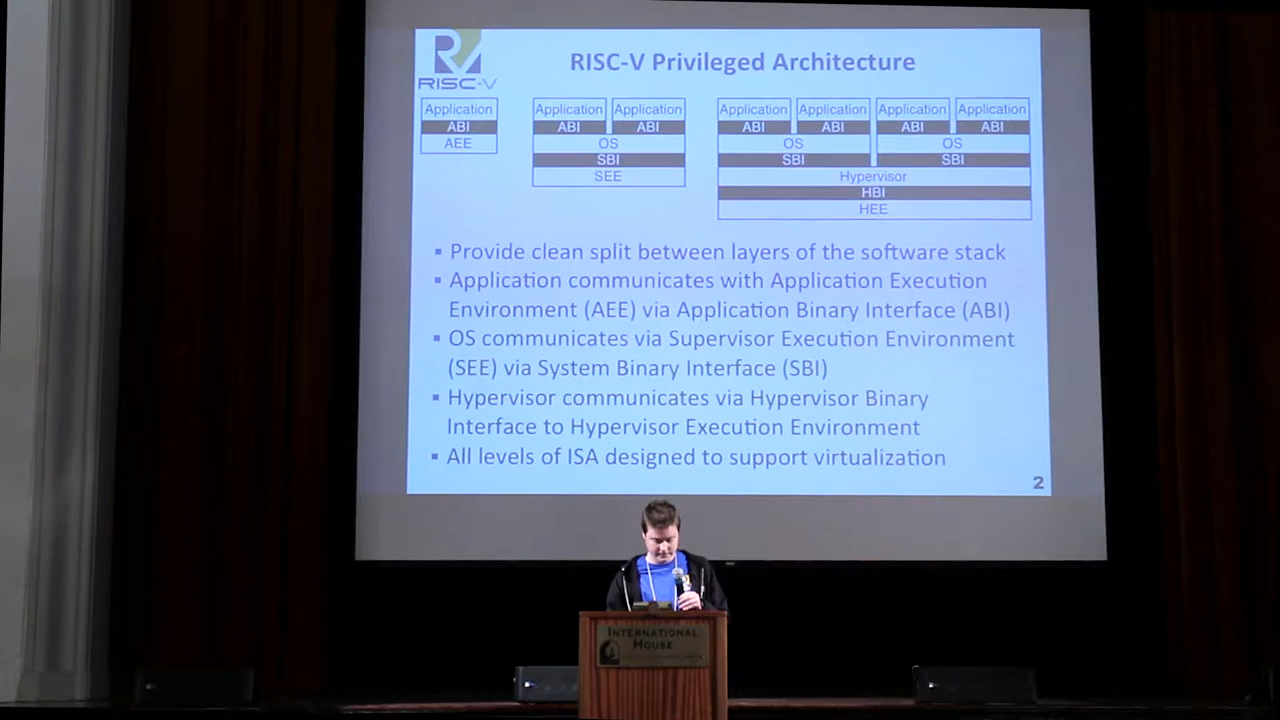 RISC-V
RISC-V Privileged Architecture
Application
ABI
AEE
Application Application
ABI ABI
OS
SBI
SEE
Application Application Application Application
ABI ABI ABI ABI
OS OS
SBI SBI
Hypervisor
HBI
HEE
▪ Provide clean split between layers of the software stack
▪ Application communicates with Application Execution
Environment (AEE) via Application Binary Interface (ABI)
▪ OS communicates via Supervisor Execution Environment
(SEE) via System Binary Interface (SBI)
▪ Hypervisor communicates via Hypervisor Binary
Interface to Hypervisor Execution Environment
▪ All levels of ISA designed to support virtualization
2
INTERNATIONAL
HOUSE